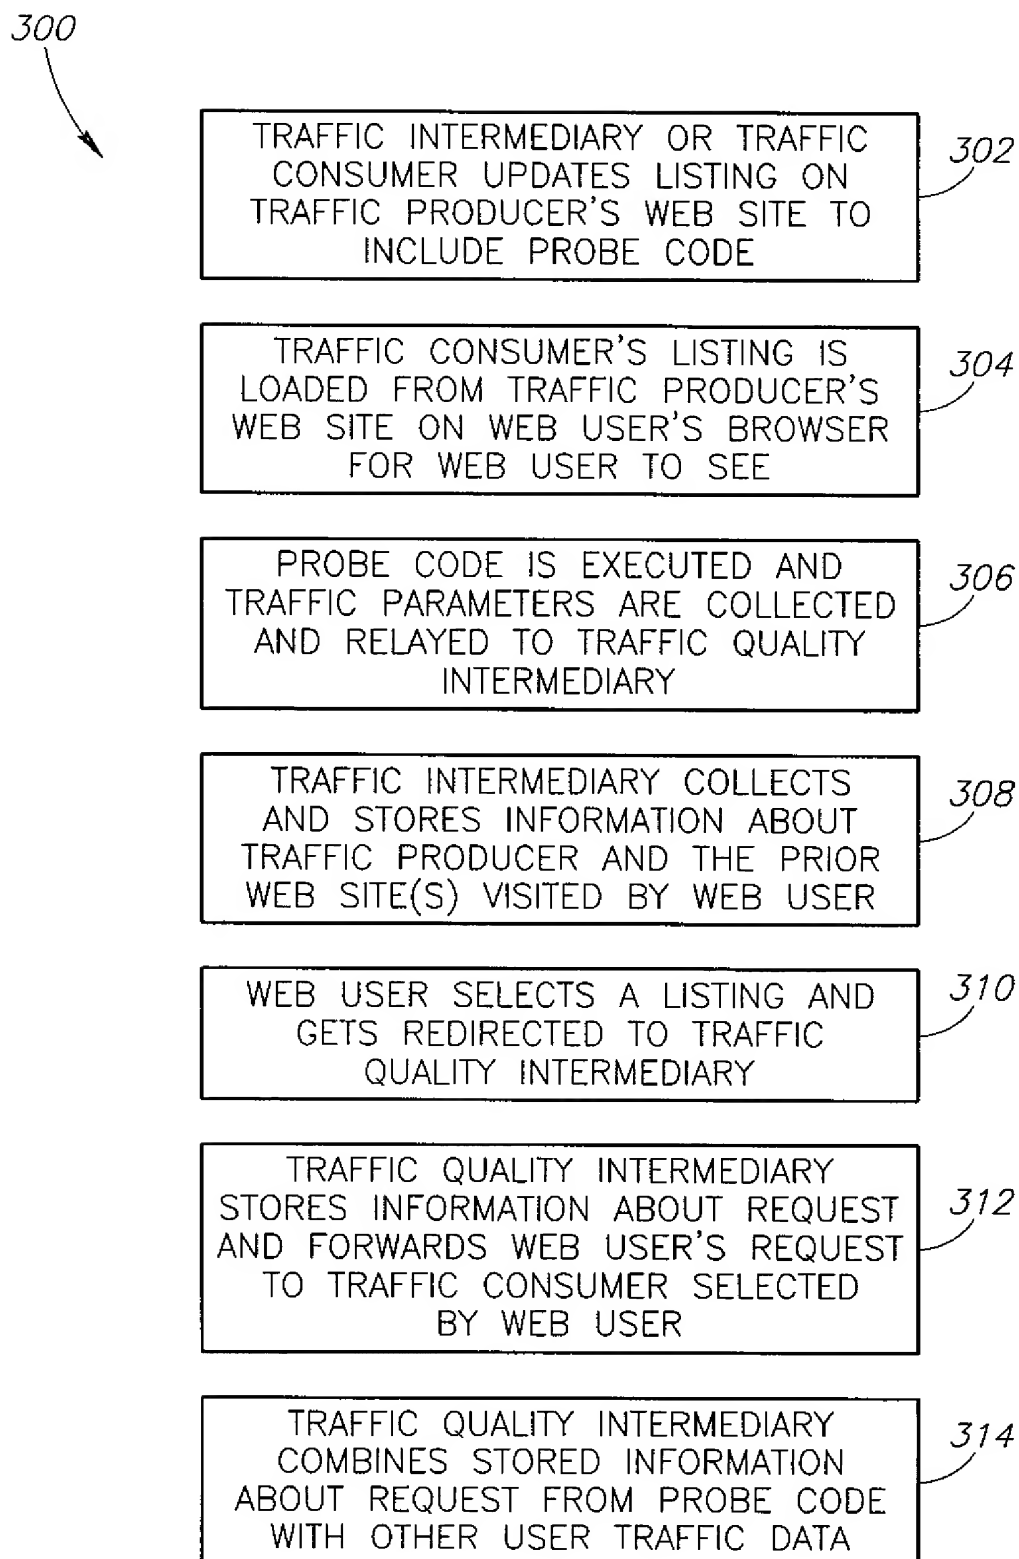 300
TRAFFIC INTERMEDIARY OR TRAFFIC
CONSUMER UPDATES LISTING ON
TRAFFIC PRODUCER'S WEB SITE TO
INCLUDE PROBE CODE
302
TRAFFIC CONSUMER'S LISTING IS
LOADED FROM TRAFFIC PRODUCER'S
WEB SITE ON WEB USER'S BROWSER
FOR WEB USER TO SEE
304
PROBE CODE IS EXECUTED AND
TRAFFIC PARAMETERS ARE COLLECTED
AND RELAYED TO TRAFFIC QUALITY
INTERMEDIARY
306
TRAFFIC INTERMEDIARY COLLECTS
AND STORES INFORMATION ABOUT
TRAFFIC PRODUCER AND THE PRIOR
WEB SITE(S) VISITED BY WEB USER
308
WEB USER SELECTS A LISTING AND
GETS REDIRECTED TO TRAFFIC
QUALITY INTERMEDIARY
310
TRAFFIC QUALITY INTERMEDIARY
STORES INFORMATION ABOUT REQUEST
AND FORWARDS WEB USER'S REQUEST
TO TRAFFIC CONSUMER SELECTED
BY WEB USER
312
TRAFFIC QUALITY INTERMEDIARY
COMBINES STORED INFORMATION
ABOUT REQUEST FROM PROBE CODE
WITH OTHER USER TRAFFIC DATA
314